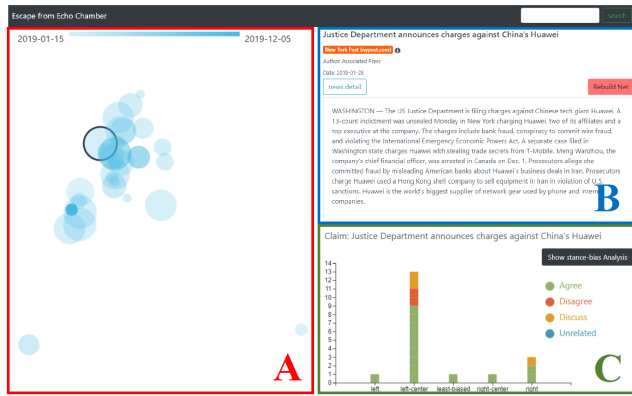 Escape from Echo Chamber
Search
2019-01-15
2019-12-05
A
Justice Department announces charges against China's Huawei
New York Post (nypost.com)
Author: Associated Press
Date: 2019-01-28
news detail
Rebuild Net
WASHINGTON — The US Justice Department is filing charges against Chinese tech giant Huawei. A
13-count indictment was unsealed Monday in New York charging Huawei, two of its affiliates and a
top executive at the company. The charges include bank fraud, conspiracy to commit wire fraud,
and violating the International Emergency Economic Powers Act. A separate case filed in
Washington state charges Huawei with stealing trade secrets from T-Mobile. Meng Wanzhou, the
company's chief financial officer, was arrested in Canada on Dec. 1. Prosecutors allege she
committed fraud by misleading American banks about Huawei's business deals in Iran. Prosecutors
charge Huawei used a Hong Kong shell company to sell equipment in Iran in violation of U.S.
sanctions. Huawei is the world's biggest supplier of network gear used by phone and
companies.
B
Claim: Justice Department announces charges against China's Huawei
Show stance-bias Analysis
14
13
12
11
10
9
8
7
6
5
4
3
2
1
0
left
left-center
least-biased
right-center
right
Agree
Disagree
Discuss
Unrelated
C